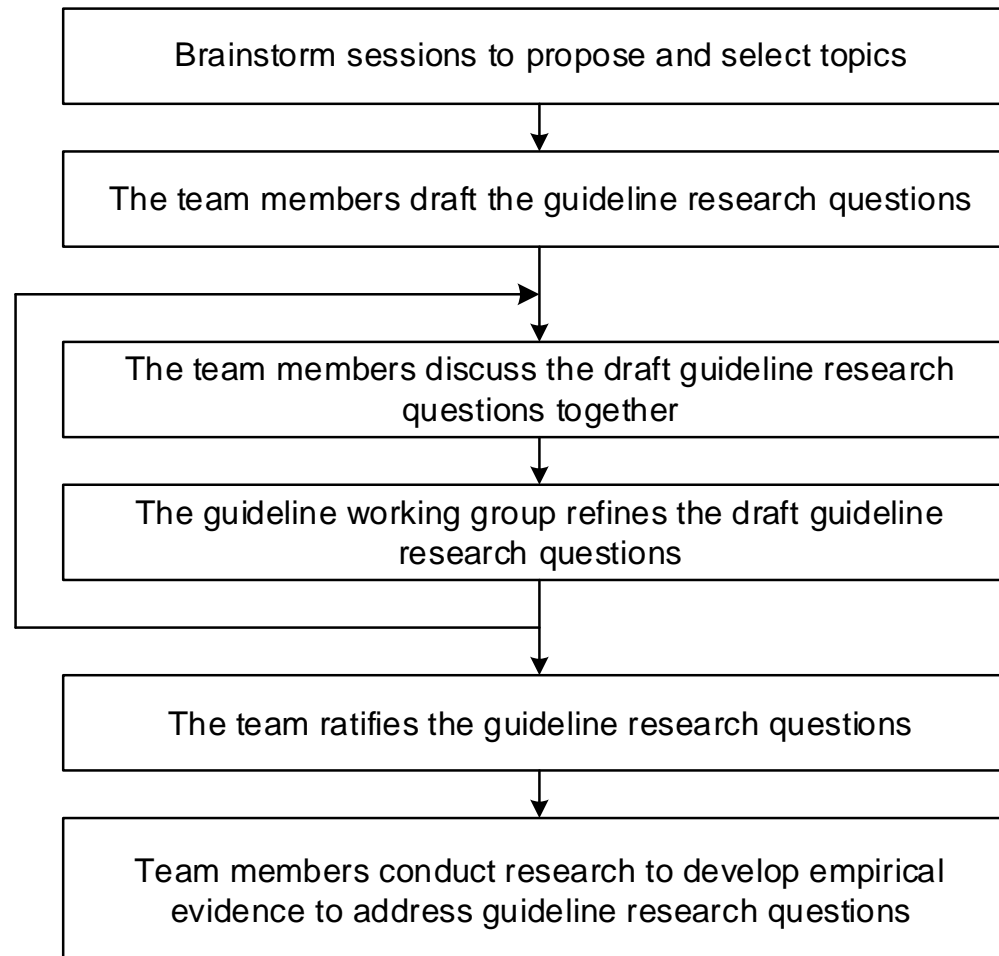 Brainstorm sessions to propose and select topics
The team members draft the guideline research questions
The team members discuss the draft guideline research
questions together
The guideline working group refines the draft guideline
research questions
The team ratifies the guideline research questions
Team members conduct research to develop empirical
evidence to address guideline research questions